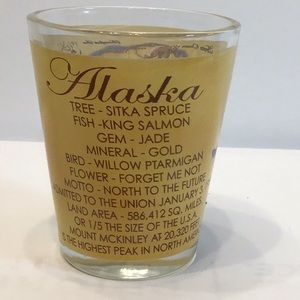 Alaska
TREE - SITKA SPRUCE
FISH -KING SALMON
GEM - JADE
MINERAL - GOLD
BIRD - WILLOW PTARMIGAN
FLOWER - FORGET ME NOT
MOTTO - NORTH TO THE FUTURE
ADMITTED TO THE UNION JANUARY 3,
LAND AREA - 586,412 SQ. MILES
OR 1/5 THE SIZE OF THE U.S.A.
MOUNT MCKINLEY AT 20,320 FEET
IS THE HIGHEST PEAK IN NORTH AMERICA